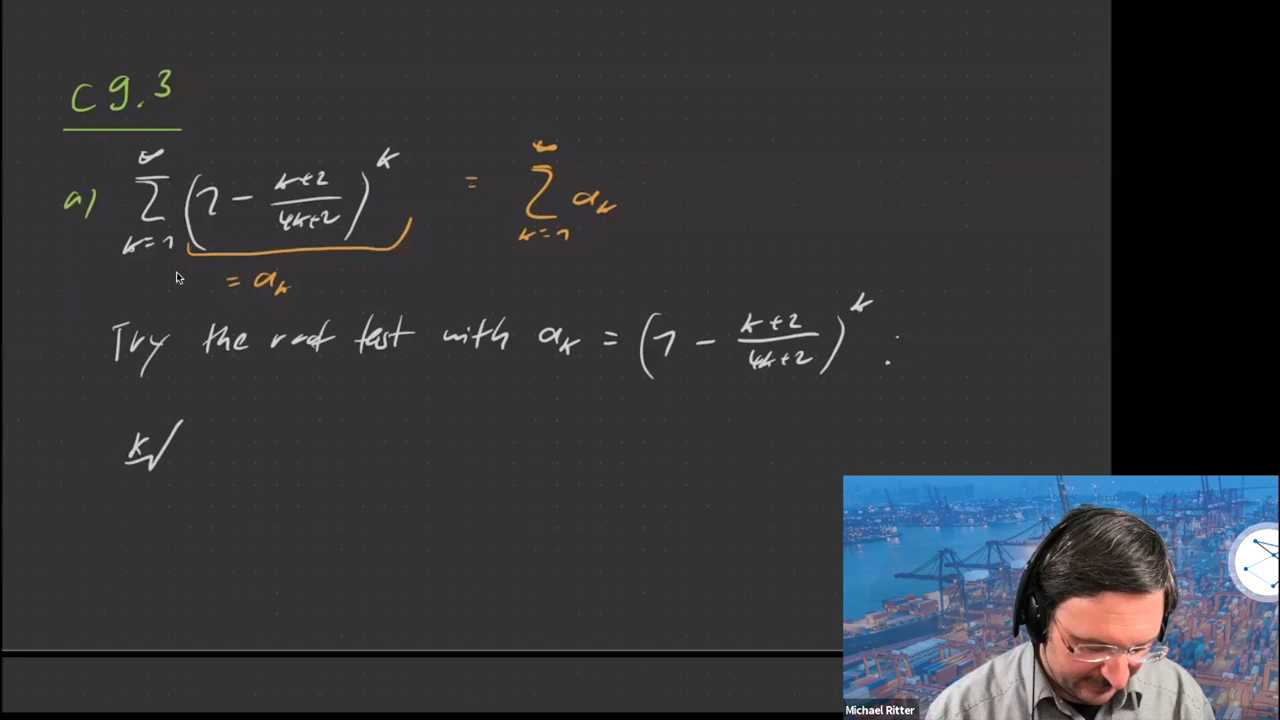 C 9.3
a) ∑_{k=1}^{∞} (1 − (k+2)/(4k+2))^k = ∑_{k=1}^{∞} a_k
= a_k
Try the root test with a_k = (1 − (k+2)/(4k+2))^k :
k√
Michael Ritter